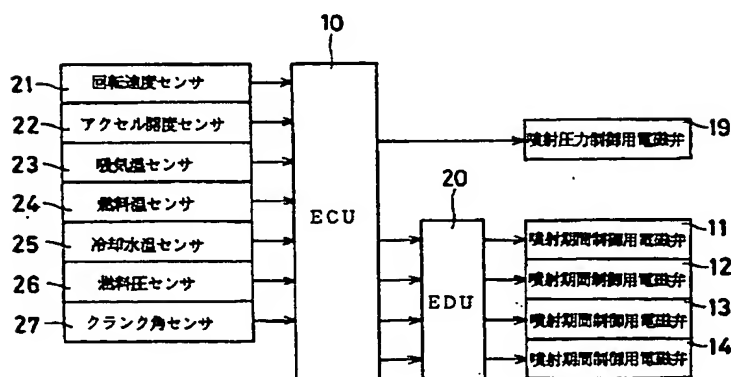 10
21 回転速度センサ
22 アクセル開度センサ
23 吸気温センサ
24 燃料温センサ
25 冷却水温センサ
26 燃料圧センサ
27 クランク角センサ
ECU
20
EDU
噴射圧力制御用電磁弁 19
噴射期間制御用電磁弁 11
噴射期間制御用電磁弁 12
噴射期間制御用電磁弁 13
噴射期間制御用電磁弁 14